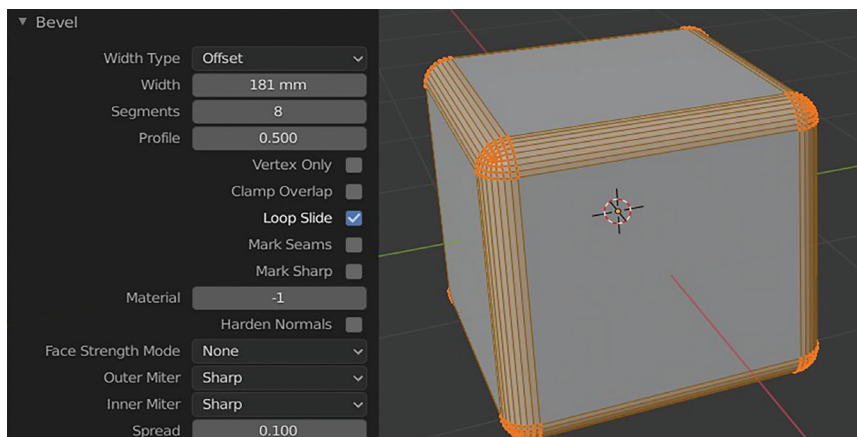 Bevel
Width Type Offset
Width 181 mm
Segments 8
Profile 0.500
Vertex Only
Clamp Overlap
Loop Slide
Mark Seams
Mark Sharp
Material -1
Harden Normals
Face Strength Mode None
Outer Miter Sharp
Inner Miter Sharp
Spread 0.100